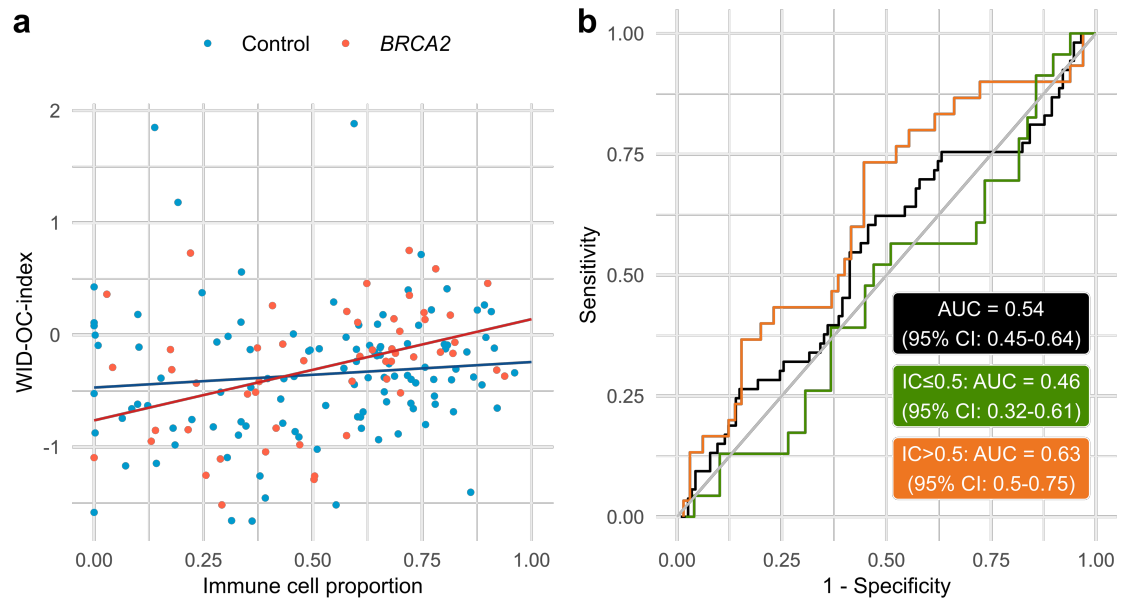 a
Control
BRCA2
2
1
0
-1
WID-OC-index
0.00
0.25
0.50
0.75
1.00
Immune cell proportion
b
1.00
0.75
0.50
0.25
0.00
Sensitivity
AUC = 0.54
(95% CI: 0.45-0.64)
IC≤0.5: AUC = 0.46
(95% CI: 0.32-0.61)
IC>0.5: AUC = 0.63
(95% CI: 0.5-0.75)
0.00
0.25
0.50
0.75
1.00
1 - Specificity